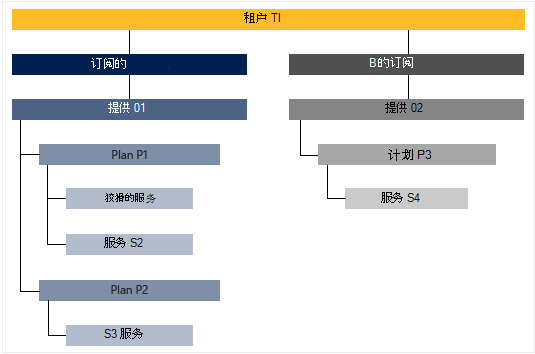 租户 TI
订阅的
提供 01
Plan P1
狡猾的服务
服务 S2
Plan P2
S3 服务
B的订阅
提供 02
计划 P3
服务 S4